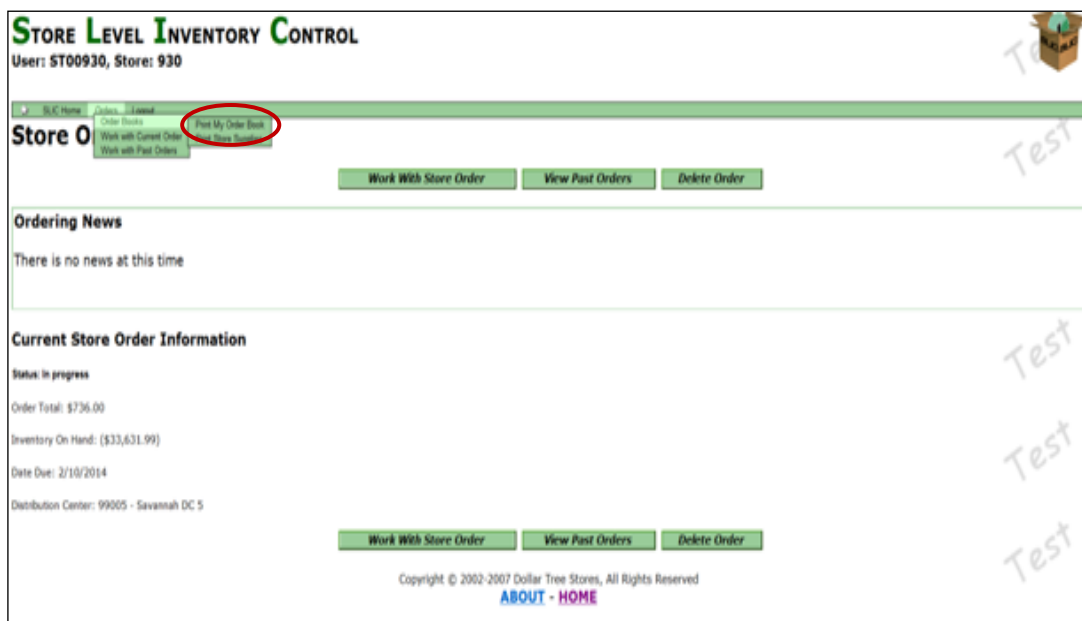 STORE LEVEL INVENTORY CONTROL
User: ST00930, Store: 930
SLIC Home Orders Logout
Order Books Print My Order Book
Work with Current Order Print Store Supplies
Work with Past Orders
Store O
Work With Store Order View Past Orders Delete Order
Ordering News
There is no news at this time
Current Store Order Information
Status: In progress
Order Total: $736.00
Inventory On Hand: ($33,631.99)
Date Due: 2/10/2014
Distribution Center: 99005 - Savannah DC 5
Work With Store Order View Past Orders Delete Order
Copyright © 2002-2007 Dollar Tree Stores, All Rights Reserved
ABOUT - HOME
Test
Test
Test
Test